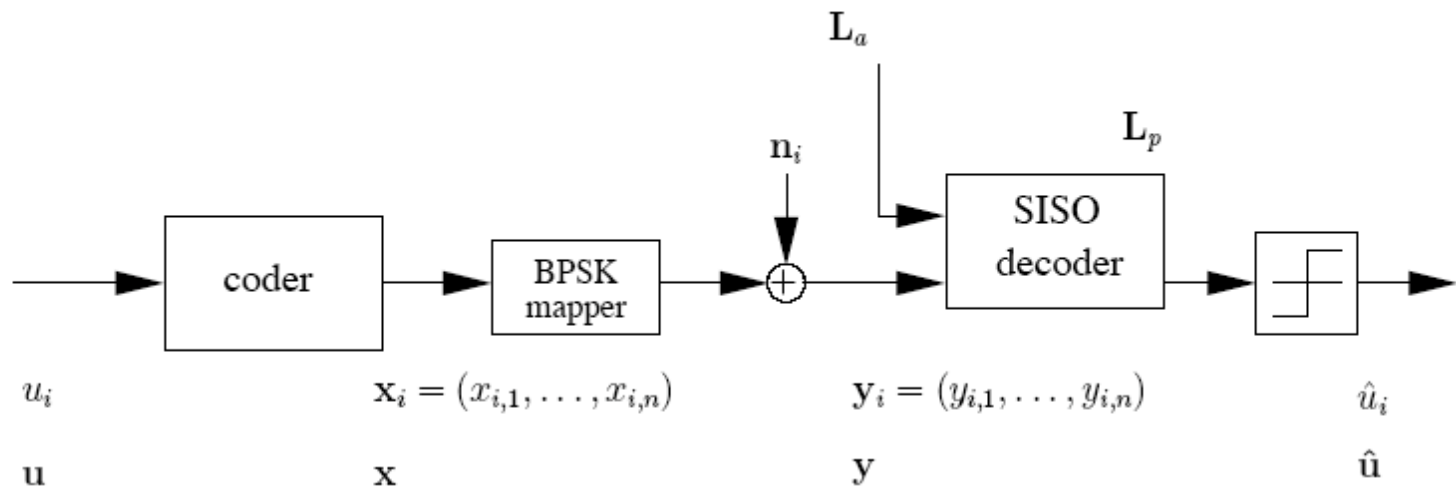 L_a
L_p
n_i
SISO
decoder
coder
BPSK
mapper
+
u_i
x_i = (x_{i,1}, . . . , x_{i,n})
y_i = (y_{i,1}, . . . , y_{i,n})
û_i
u
x
y
û